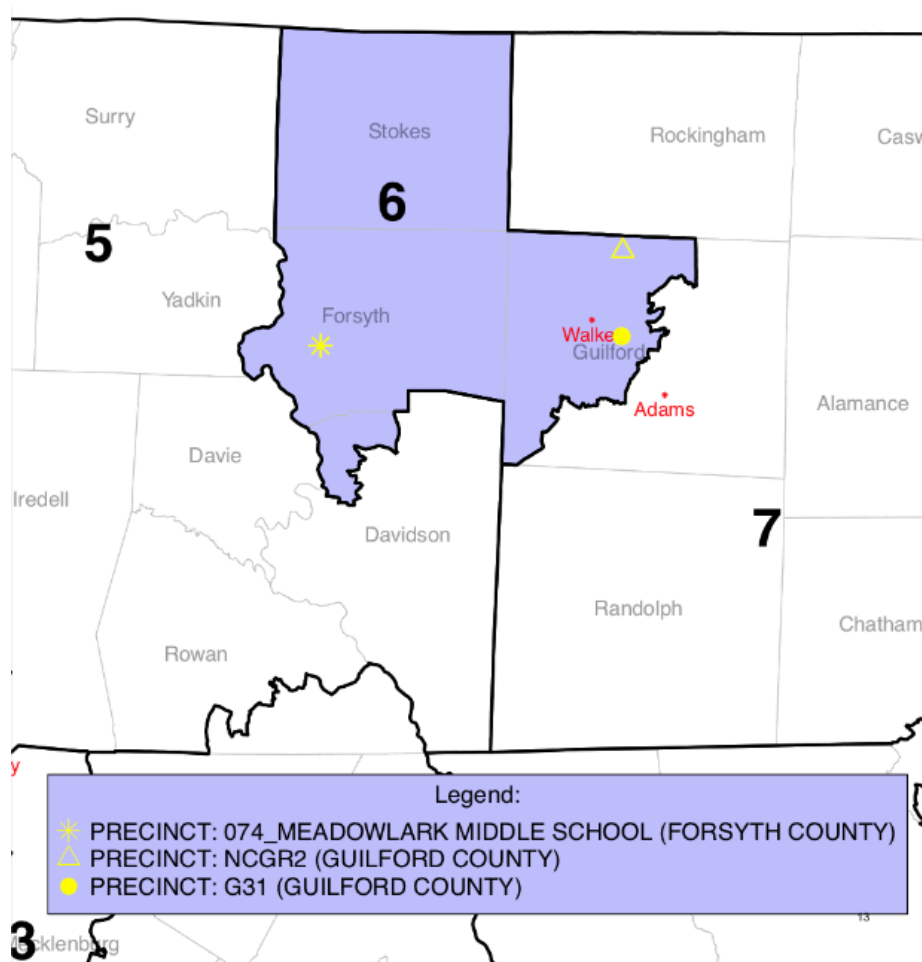 Surry
Stokes
Rockingham
Casw
6
5
Yadkin
Forsyth
Walke
Guilford
Adams
Alamance
Davie
Iredell
Davidson
7
Randolph
Chatham
Rowan
y
Legend:
PRECINCT: 074_MEADOWLARK MIDDLE SCHOOL (FORSYTH COUNTY)
PRECINCT: NCGR2 (GUILFORD COUNTY)
PRECINCT: G31 (GUILFORD COUNTY)
13
3
Mecklenburg